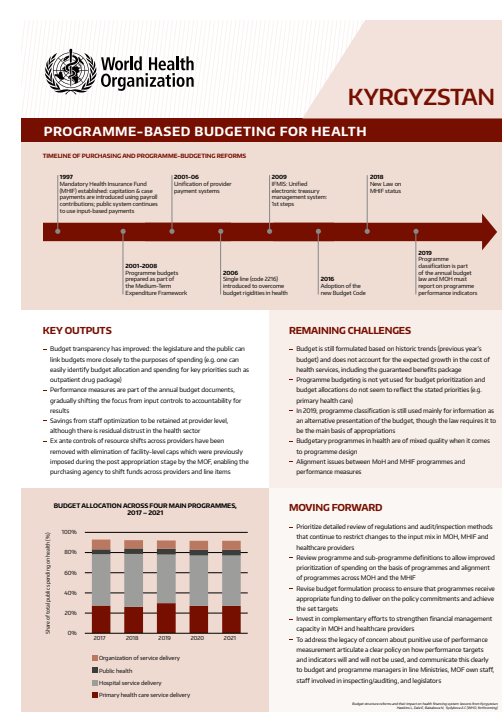 World Health
Organization
KYRGYZSTAN
PROGRAMME-BASED BUDGETING FOR HEALTH
TIMELINE OF PURCHASING AND PROGRAMME-BUDGETING REFORMS
1997
Mandatory Health Insurance Fund
(MHIF) established: capitation & case
payments are introduced using payroll
contributions; public system continues
to use input-based payments
2001-06
Unification of provider
payment systems
2009
IFMIS: Unified
electronic treasury
management system:
1st steps
2018
New Law on
MHIF status
2001-2008
Programme budgets
prepared as part of
the Medium-Term
Expenditure Framework
2006
Single line (code 2216)
introduced to overcome
budget rigidities in health
2016
Adoption of the
new Budget Code
2019
Programme
classification is part
of the annual budget
law and MOH must
report on programme
performance indicators
KEY OUTPUTS
– Budget transparency has improved: the legislature and the public can
link budgets more closely to the purposes of spending (e.g. one can
easily identify budget allocation and spending for key priorities such as
outpatient drug package)
– Performance measures are part of the annual budget documents,
gradually shifting the focus from input controls to accountability for
results
– Savings from staff optimization to be retained at provider level,
although there is residual distrust in the health sector
– Ex ante controls of resource shifts across providers have been
removed with elimination of facility-level caps which were previously
imposed during the post appropriation stage by the MOF, enabling the
purchasing agency to shift funds across providers and line items
REMAINING CHALLENGES
– Budget is still formulated based on historic trends (previous year's
budget) and does not account for the expected growth in the cost of
health services, including the guaranteed benefits package
– Programme budgeting is not yet used for budget prioritization and
budget allocations do not seem to reflect the stated priorities (e.g.
primary health care)
– In 2019, programme classification is still used mainly for information as
an alternative presentation of the budget, though the law requires it to
be the main basis of appropriations
– Budgetary programmes in health are of mixed quality when it comes
to programme design
– Alignment issues between MoH and MHIF programmes and
performance measures
BUDGET ALLOCATION ACROSS FOUR MAIN PROGRAMMES,
2017 – 2021
Share of total public spending on health (%)
100%
80%
60%
40%
20%
0%
2017
2018
2019
2020
2021
Organization of service delivery
Public health
Hospital service delivery
Primary health care service delivery
MOVING FORWARD
– Prioritize detailed review of regulations and audit/inspection methods
that continue to restrict changes to the input mix in MOH, MHIF and
healthcare providers
– Review programme and sub-programme definitions to allow improved
prioritization of spending on the basis of programmes and alignment
of programmes across MOH and the MHIF
– Revise budget formulation process to ensure that programmes receive
appropriate funding to deliver on the policy commitments and achieve
the set targets
– Invest in complementary efforts to strengthen financial management
capacity in MOH and healthcare providers
– To address the legacy of concern about punitive use of performance
measurement articulate a clear policy on how performance targets
and indicators will and will not be used, and communicate this clearly
to budget and programme managers in line Ministries, MOF own staff,
staff involved in inspecting/auditing, and legislators
Budget structure reforms and their impact on health financing system: lessons from Kyrgyzstan